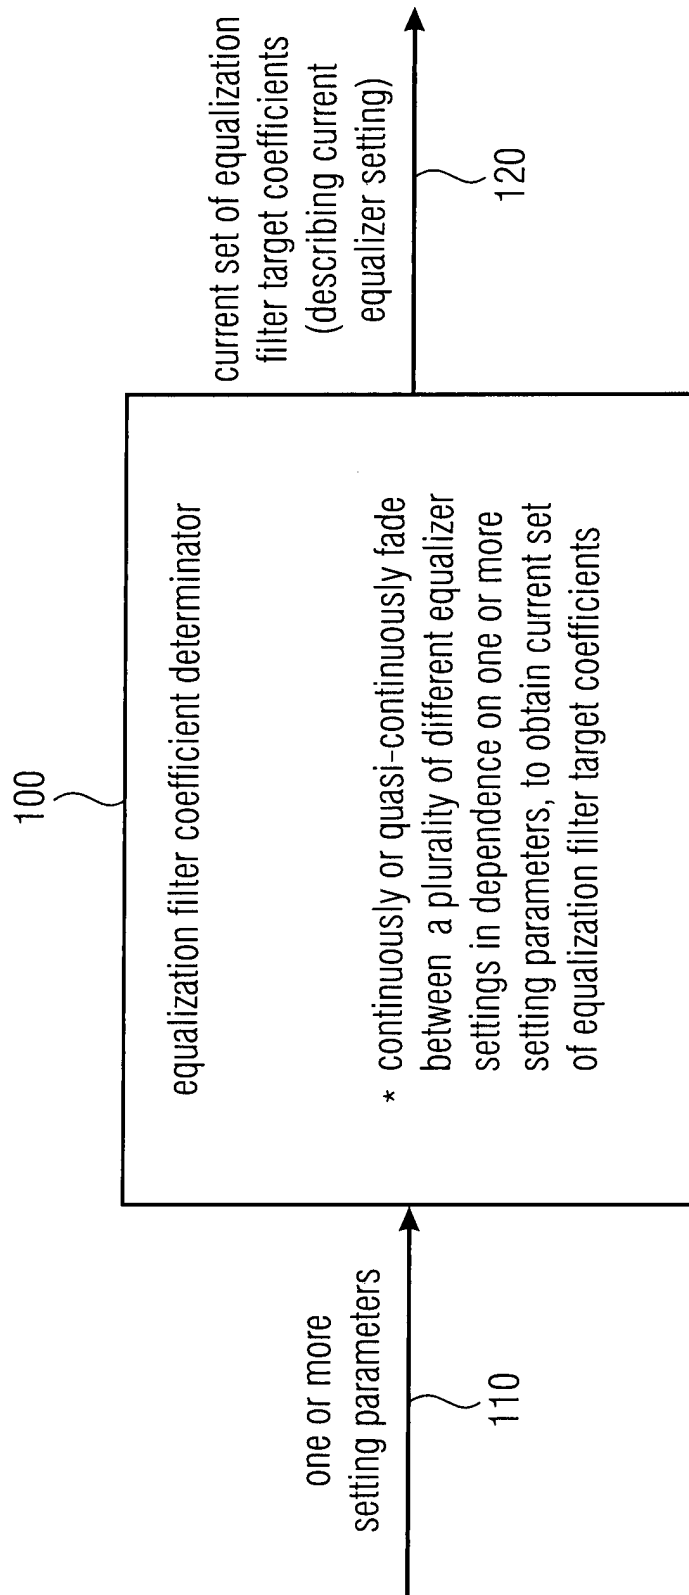 100
one or more
setting parameters
110
equalization filter coefficient determinator
* continuously or quasi-continuously fade
between a plurality of different equalizer
settings in dependence on one or more
setting parameters, to obtain current set
of equalization filter target coefficients
current set of equalization
filter target coefficients
(describing current
equalizer setting)
120